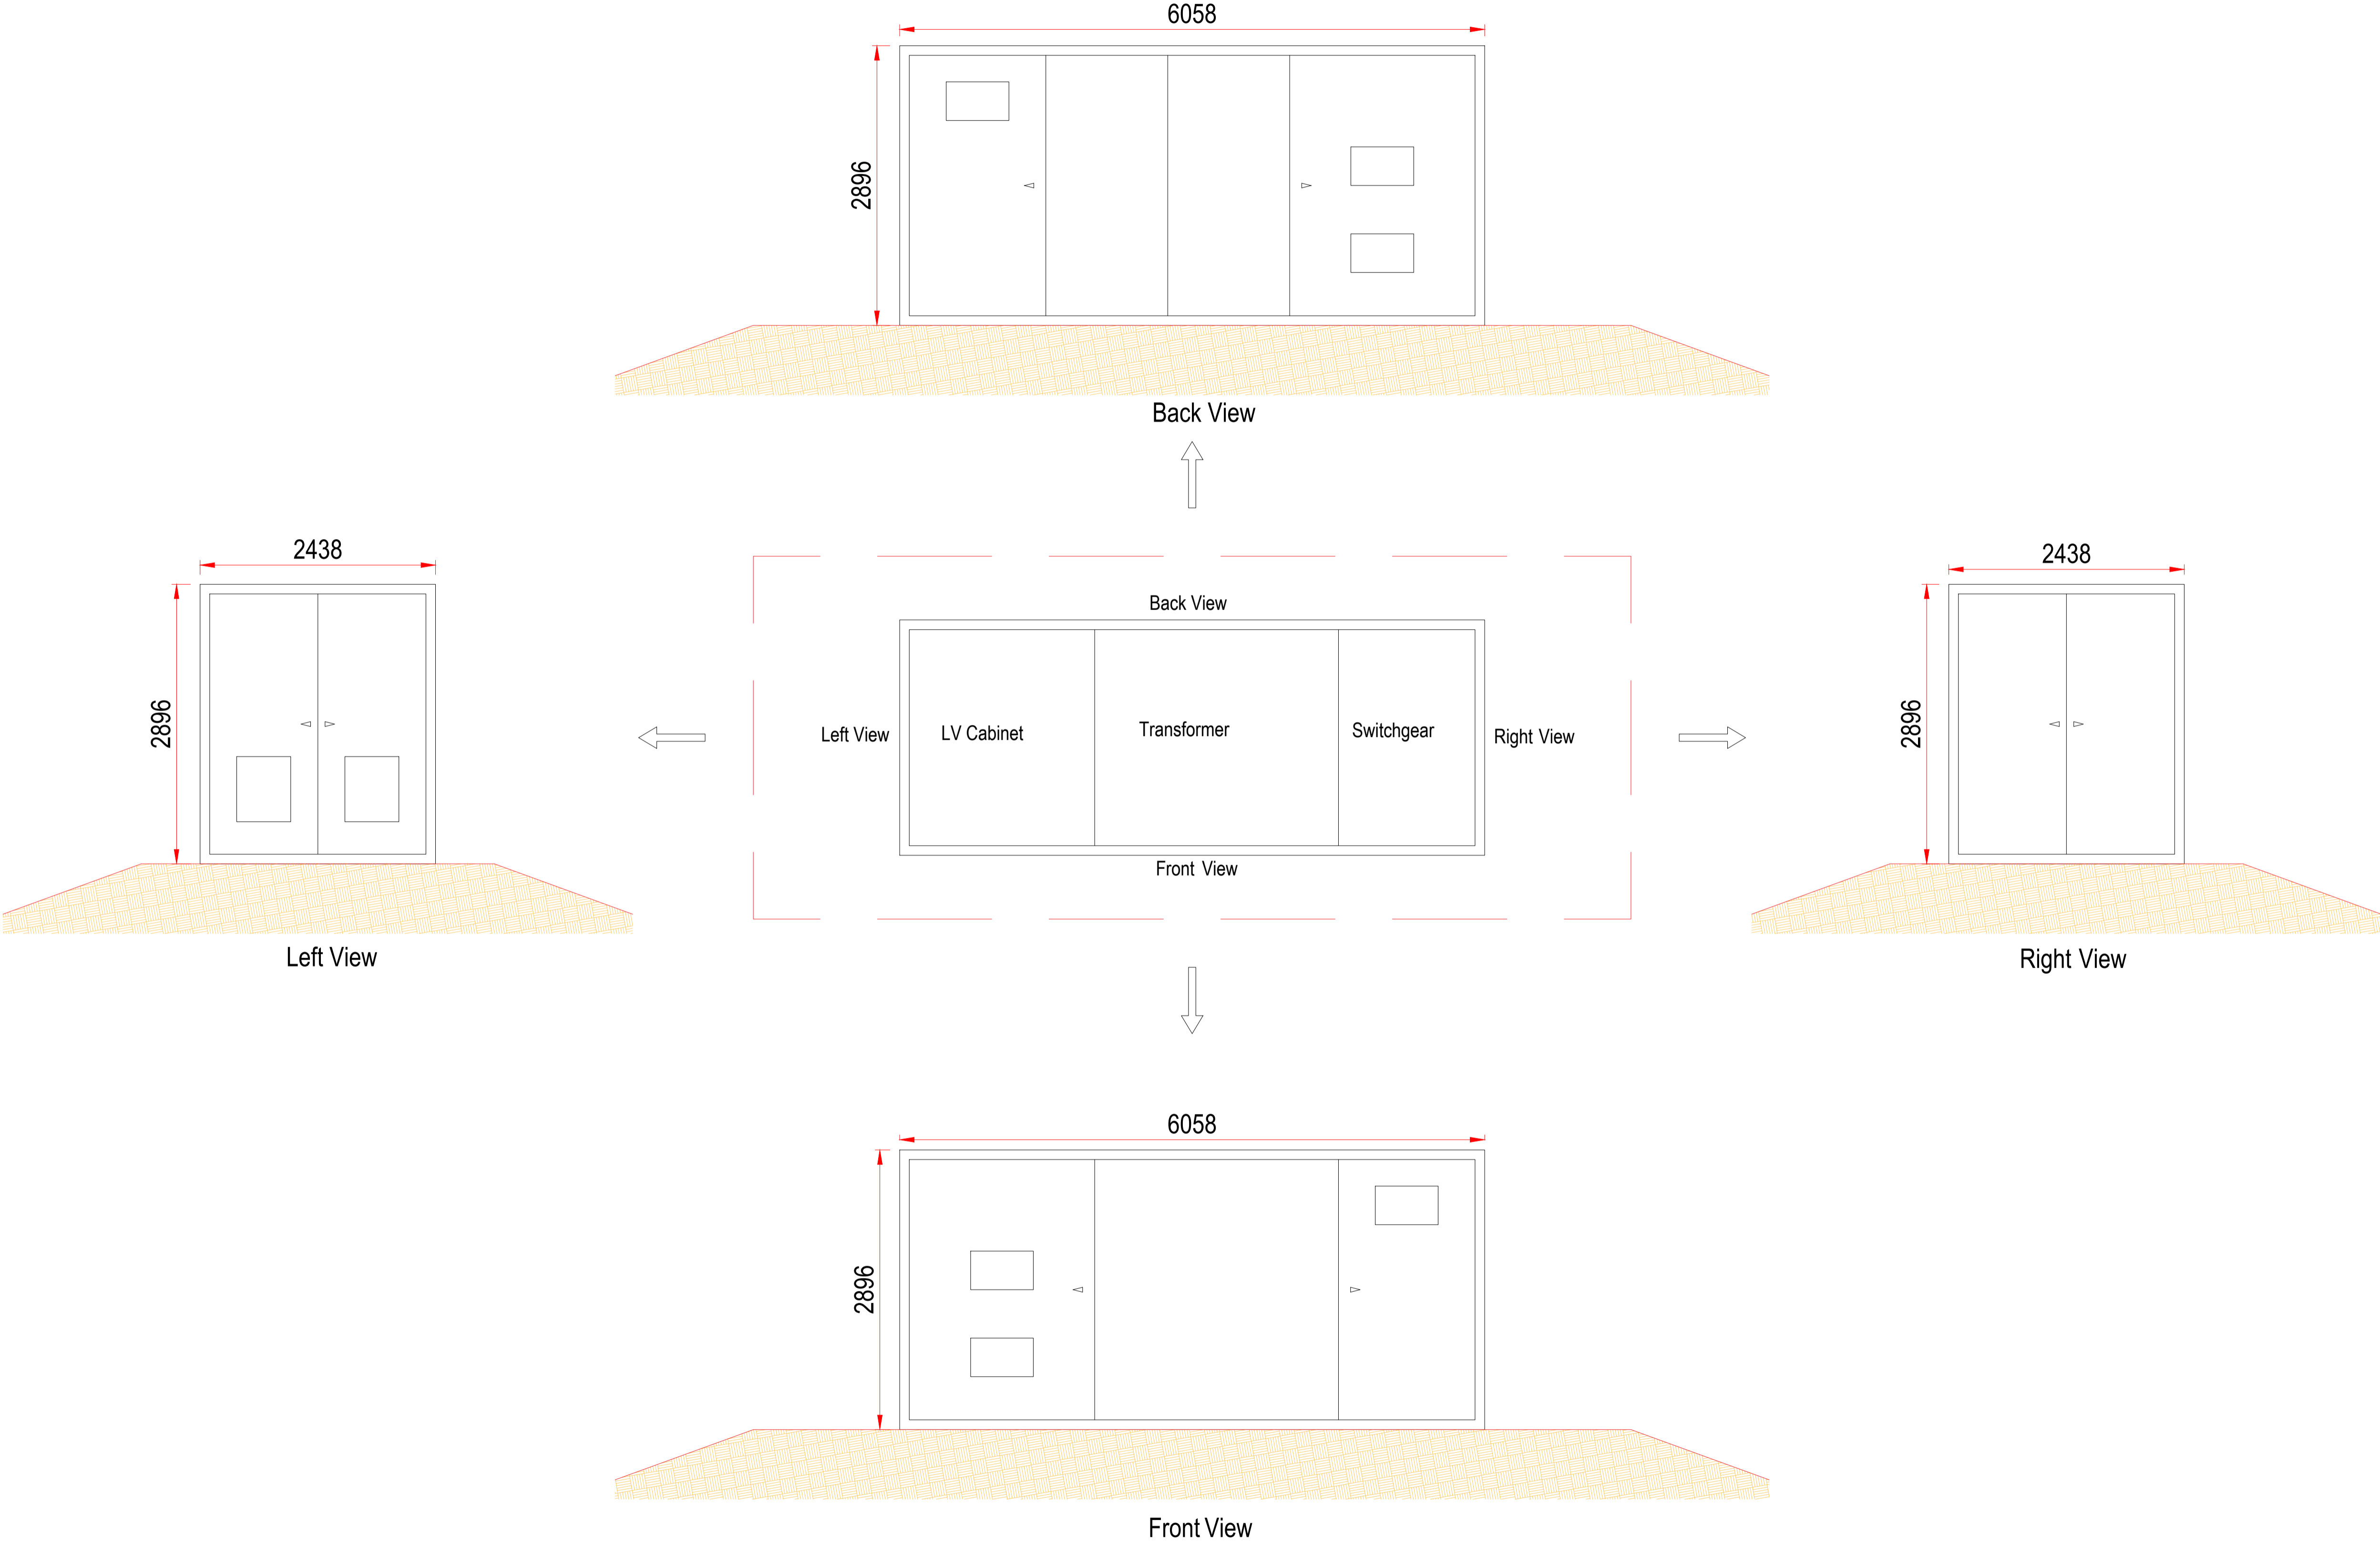 6058
2896
Back View
2438
2896
Left View
Back View
Left View
LV Cabinet
Transformer
Switchgear
Right View
Front View
2438
2896
Right View
6058
2896
Front View